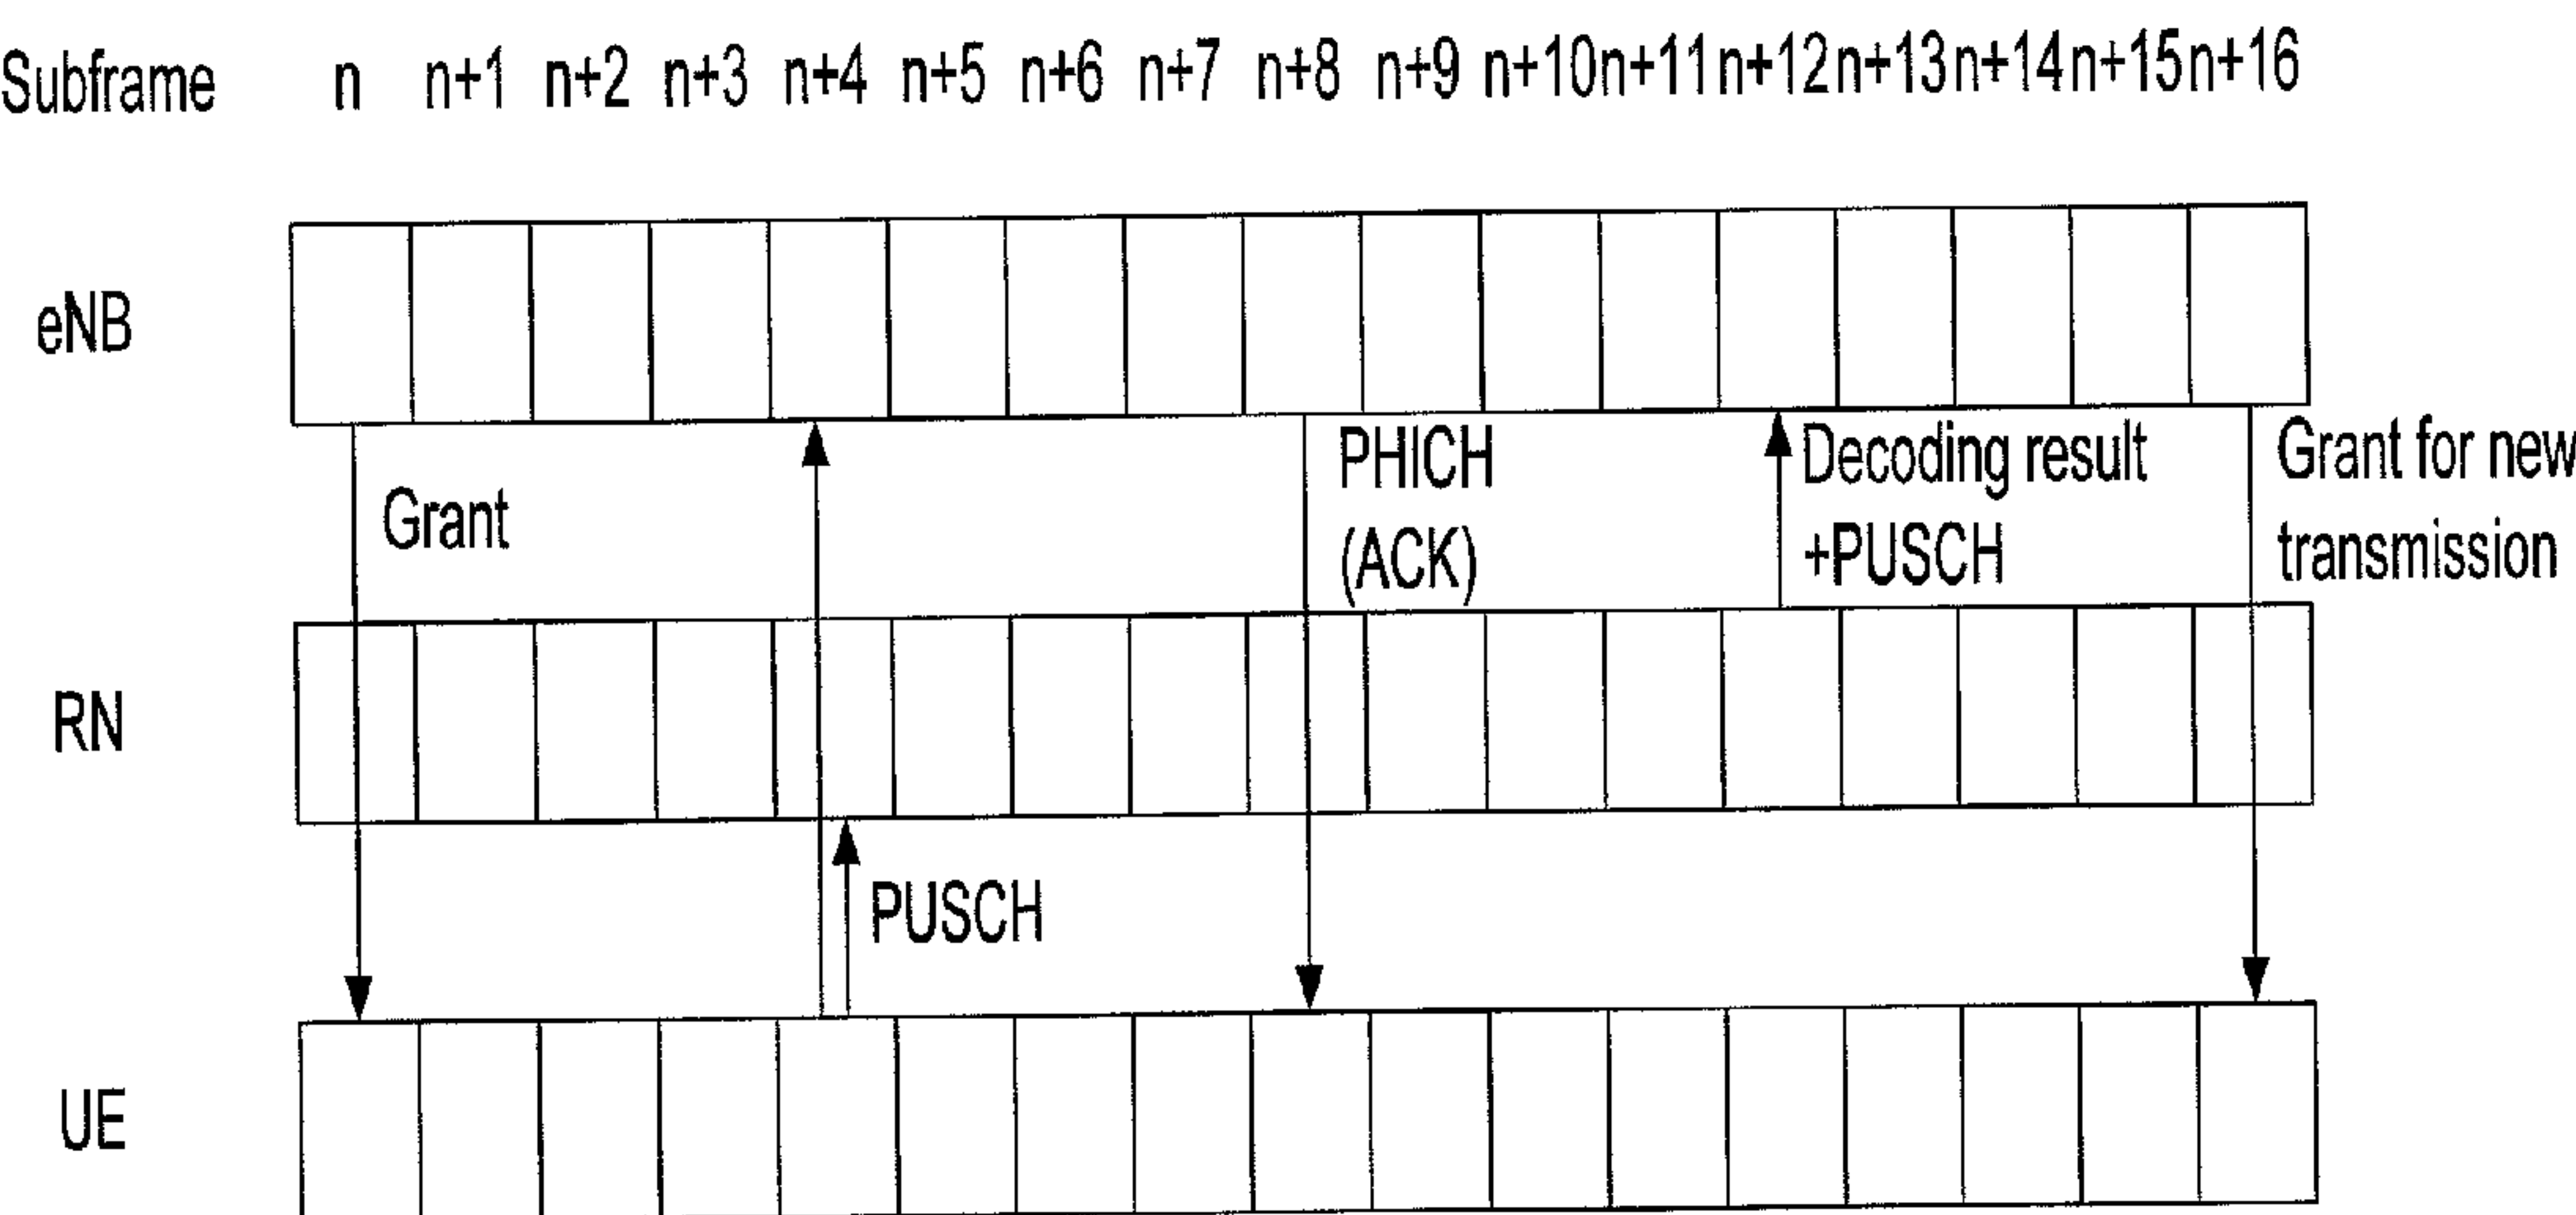 Subframe n n+1 n+2 n+3 n+4 n+5 n+6 n+7 n+8 n+9 n+10 n+11 n+12 n+13 n+14 n+15 n+16
eNB
Grant
PHICH
(ACK)
Decoding result
+PUSCH
Grant for new
transmission
RN
PUSCH
UE